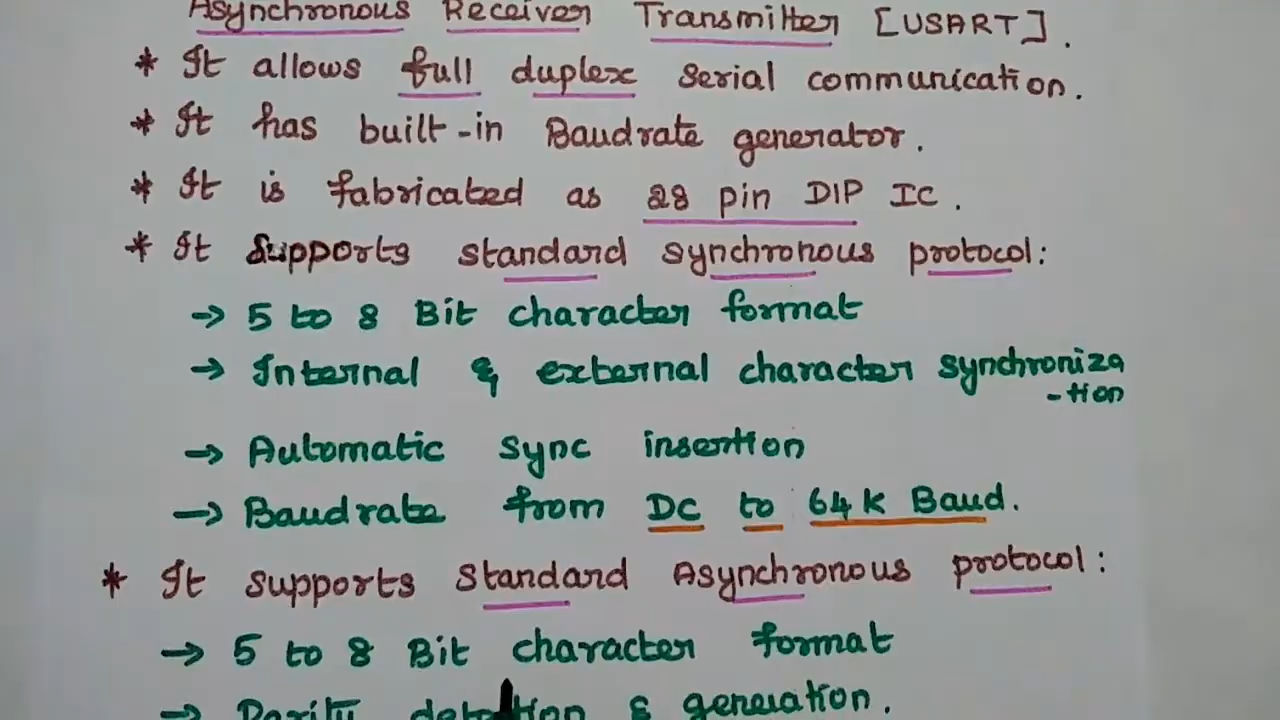 Asynchronous Receiver Transmitter [USART].
* It allows full duplex serial communication.
* It has built-in Baudrate generator.
* It is fabricated as 28 pin DIP IC.
* It supports standard synchronous protocol:
→ 5 to 8 Bit character format
→ Internal & external character synchroniza
-tion
→ Automatic sync insertion
→ Baudrate from DC to 64K Baud.
* It supports standard Asynchronous protocol:
→ 5 to 8 Bit character format
→ Parity & generation.